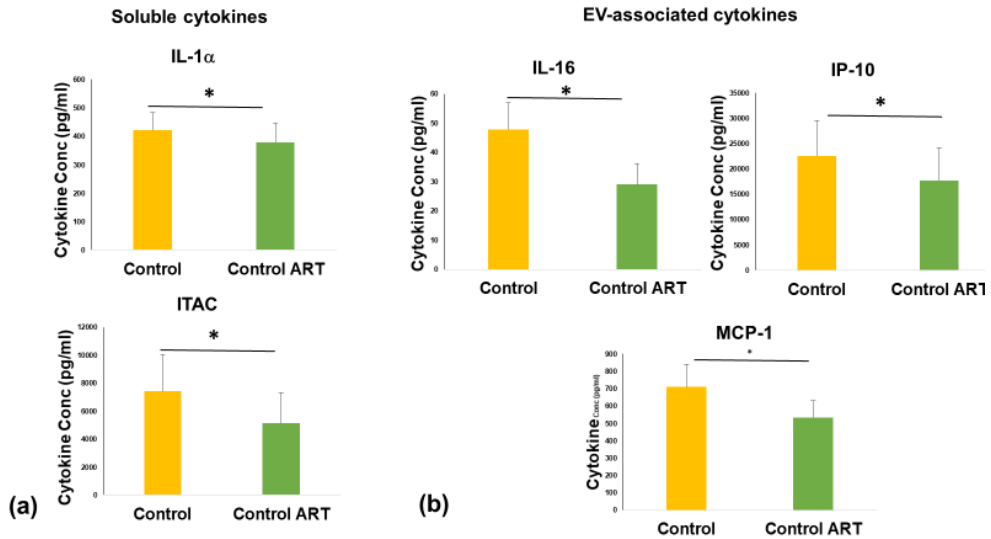 Soluble cytokines
IL-1α
Cytokine Conc (pg/ml)
600
500
400
300
200
100
0
*
Control
Control ART
ITAC
Cytokine Conc (pg/ml)
12000
10000
8000
6000
4000
2000
0
*
Control
Control ART
(a)
EV-associated cytokines
IL-16
Cytokine Conc (pg/ml)
60
50
40
30
20
10
0
*
Control
Control ART
IP-10
Cytokine Conc (pg/ml)
35000
30000
25000
20000
15000
10000
5000
0
*
Control
Control ART
MCP-1
Cytokine Conc (pg/ml)
900
800
700
600
500
400
300
200
100
0
*
Control
Control ART
(b)